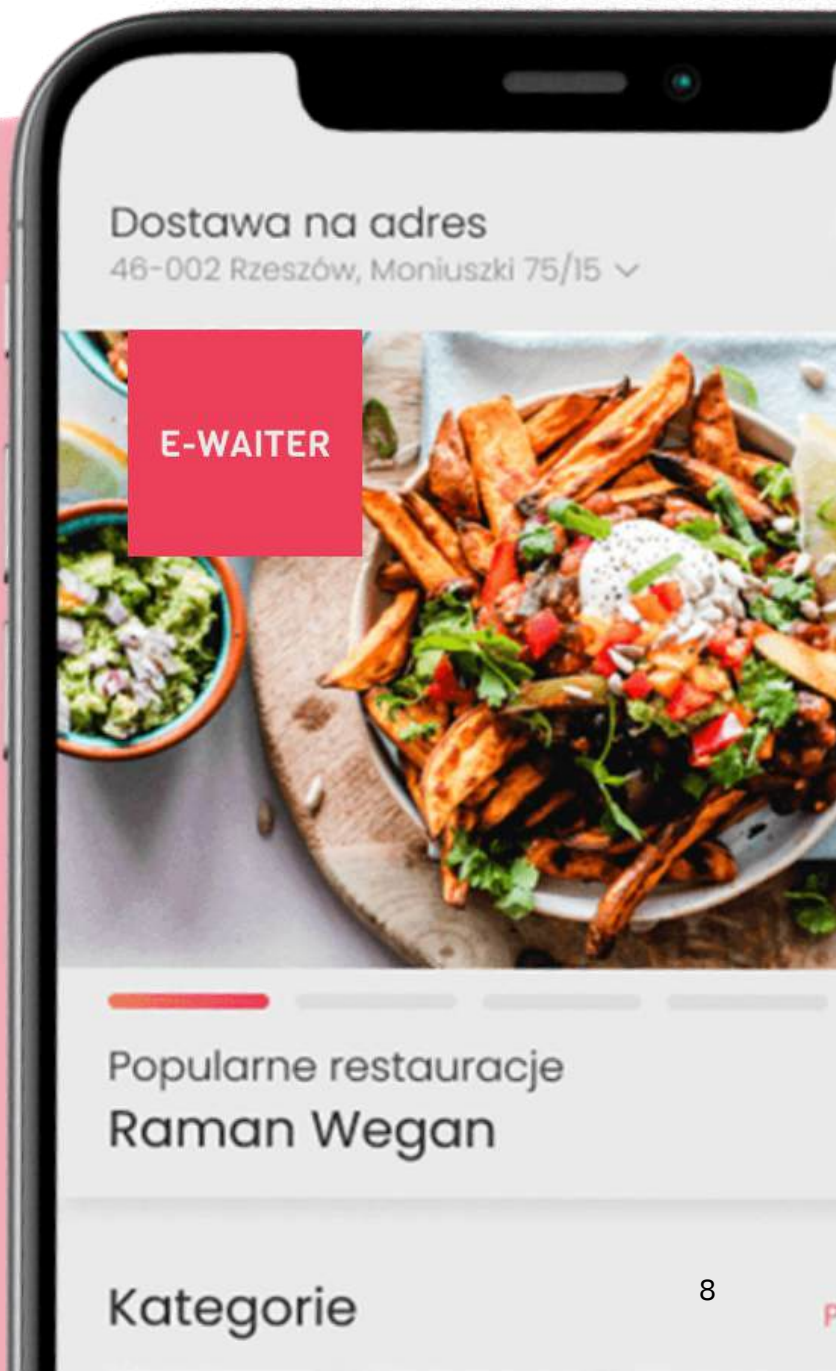 Dostawa na adres
46-002 Rzeszów, Moniuszki 75/15
E-WAITER
Popularne restauracje
Raman Wegan
Kategorie
8